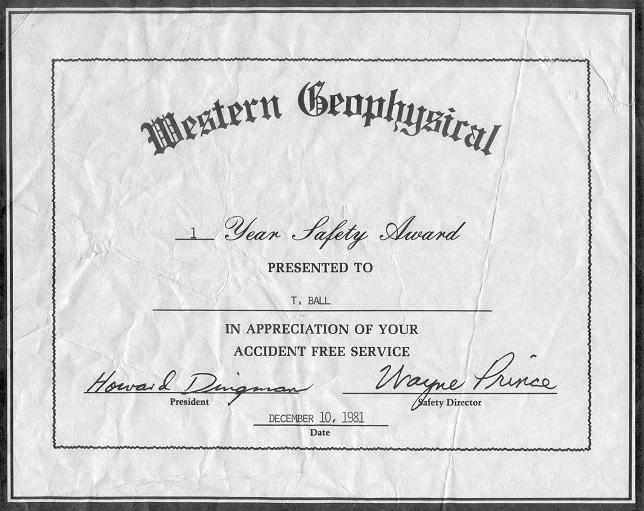 Western Geophysical
1 Year Safety Award
PRESENTED TO
T. BALL
IN APPRECIATION OF YOUR
ACCIDENT FREE SERVICE
Howard Dingman Wayne Prince
President Safety Director
DECEMBER 10, 1981
Date